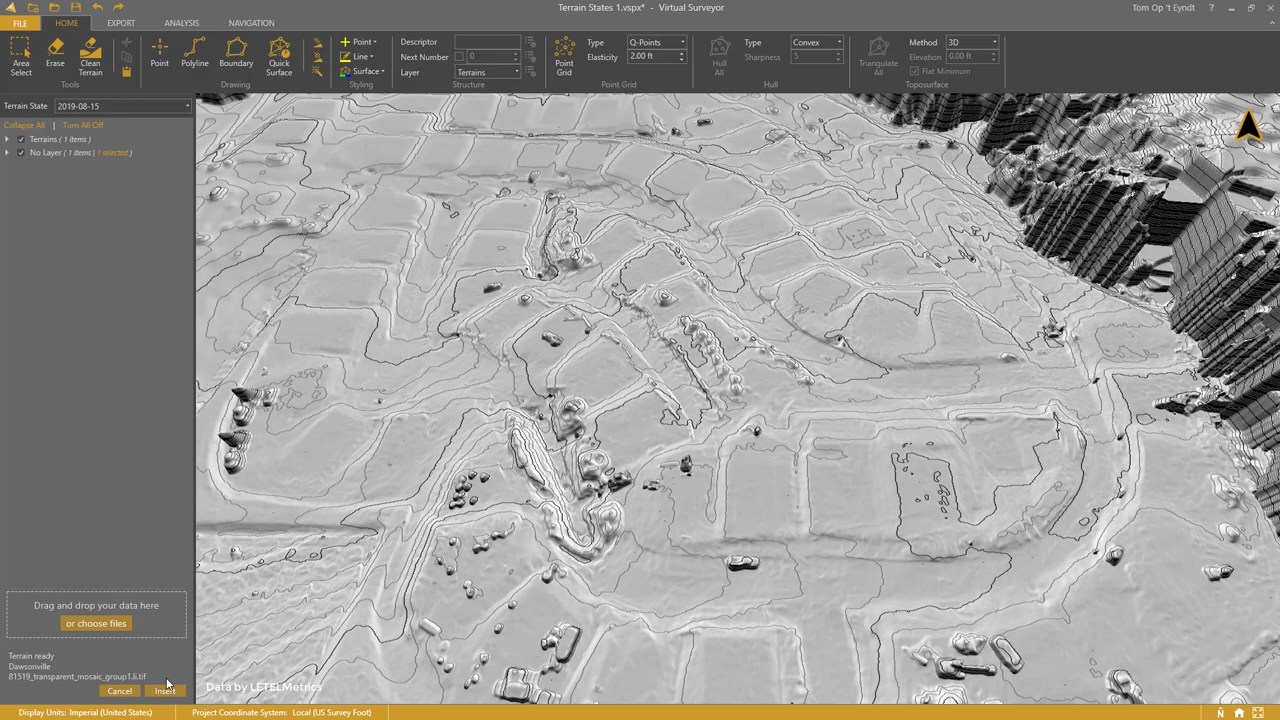 Terrain States 1.vspx* - Virtual Surveyor
Tom Op 't Eyndt
?
FILE
HOME
EXPORT
ANALYSIS
NAVIGATION
Area Select
Erase
Clean Terrain
Tools
Point
Polyline
Boundary
Quick Surface
Drawing
Point
Line
Surface
Styling
Descriptor
Next Number 0
Layer Terrains
Structure
Point Grid
Type Q-Points
Elasticity 2.00 ft
Point Grid
Hull All
Type Convex
Sharpness 5
Hull
Triangulate All
Method 3D
Elevation 0.00 ft
Flat Minimum
Toposurface
Terrain State 2019-08-15
Collapse All | Turn All Off
Terrains ( 1 items )
No Layer ( 1 items | 1 selected )
Drag and drop your data here
or choose files
Terrain ready
Dawsonville
81519_transparent_mosaic_group1.li.tif
Cancel Insert
Data by LETELMetrics
Display Units: Imperial (United States) Project Coordinate System: Local (US Survey Foot)
N